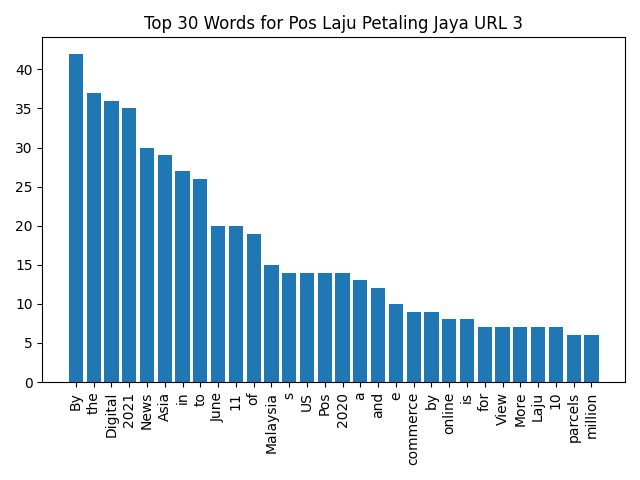 Top 30 Words for Pos Laju Petaling Jaya URL 3
40
35
30
25
20
15
10
5
0
By
the
Digital
2021
News
Asia
in
to
June
11
of
Malaysia
s
US
Pos
2020
a
and
e
commerce
by
online
is
for
View
More
Laju
10
parcels
million